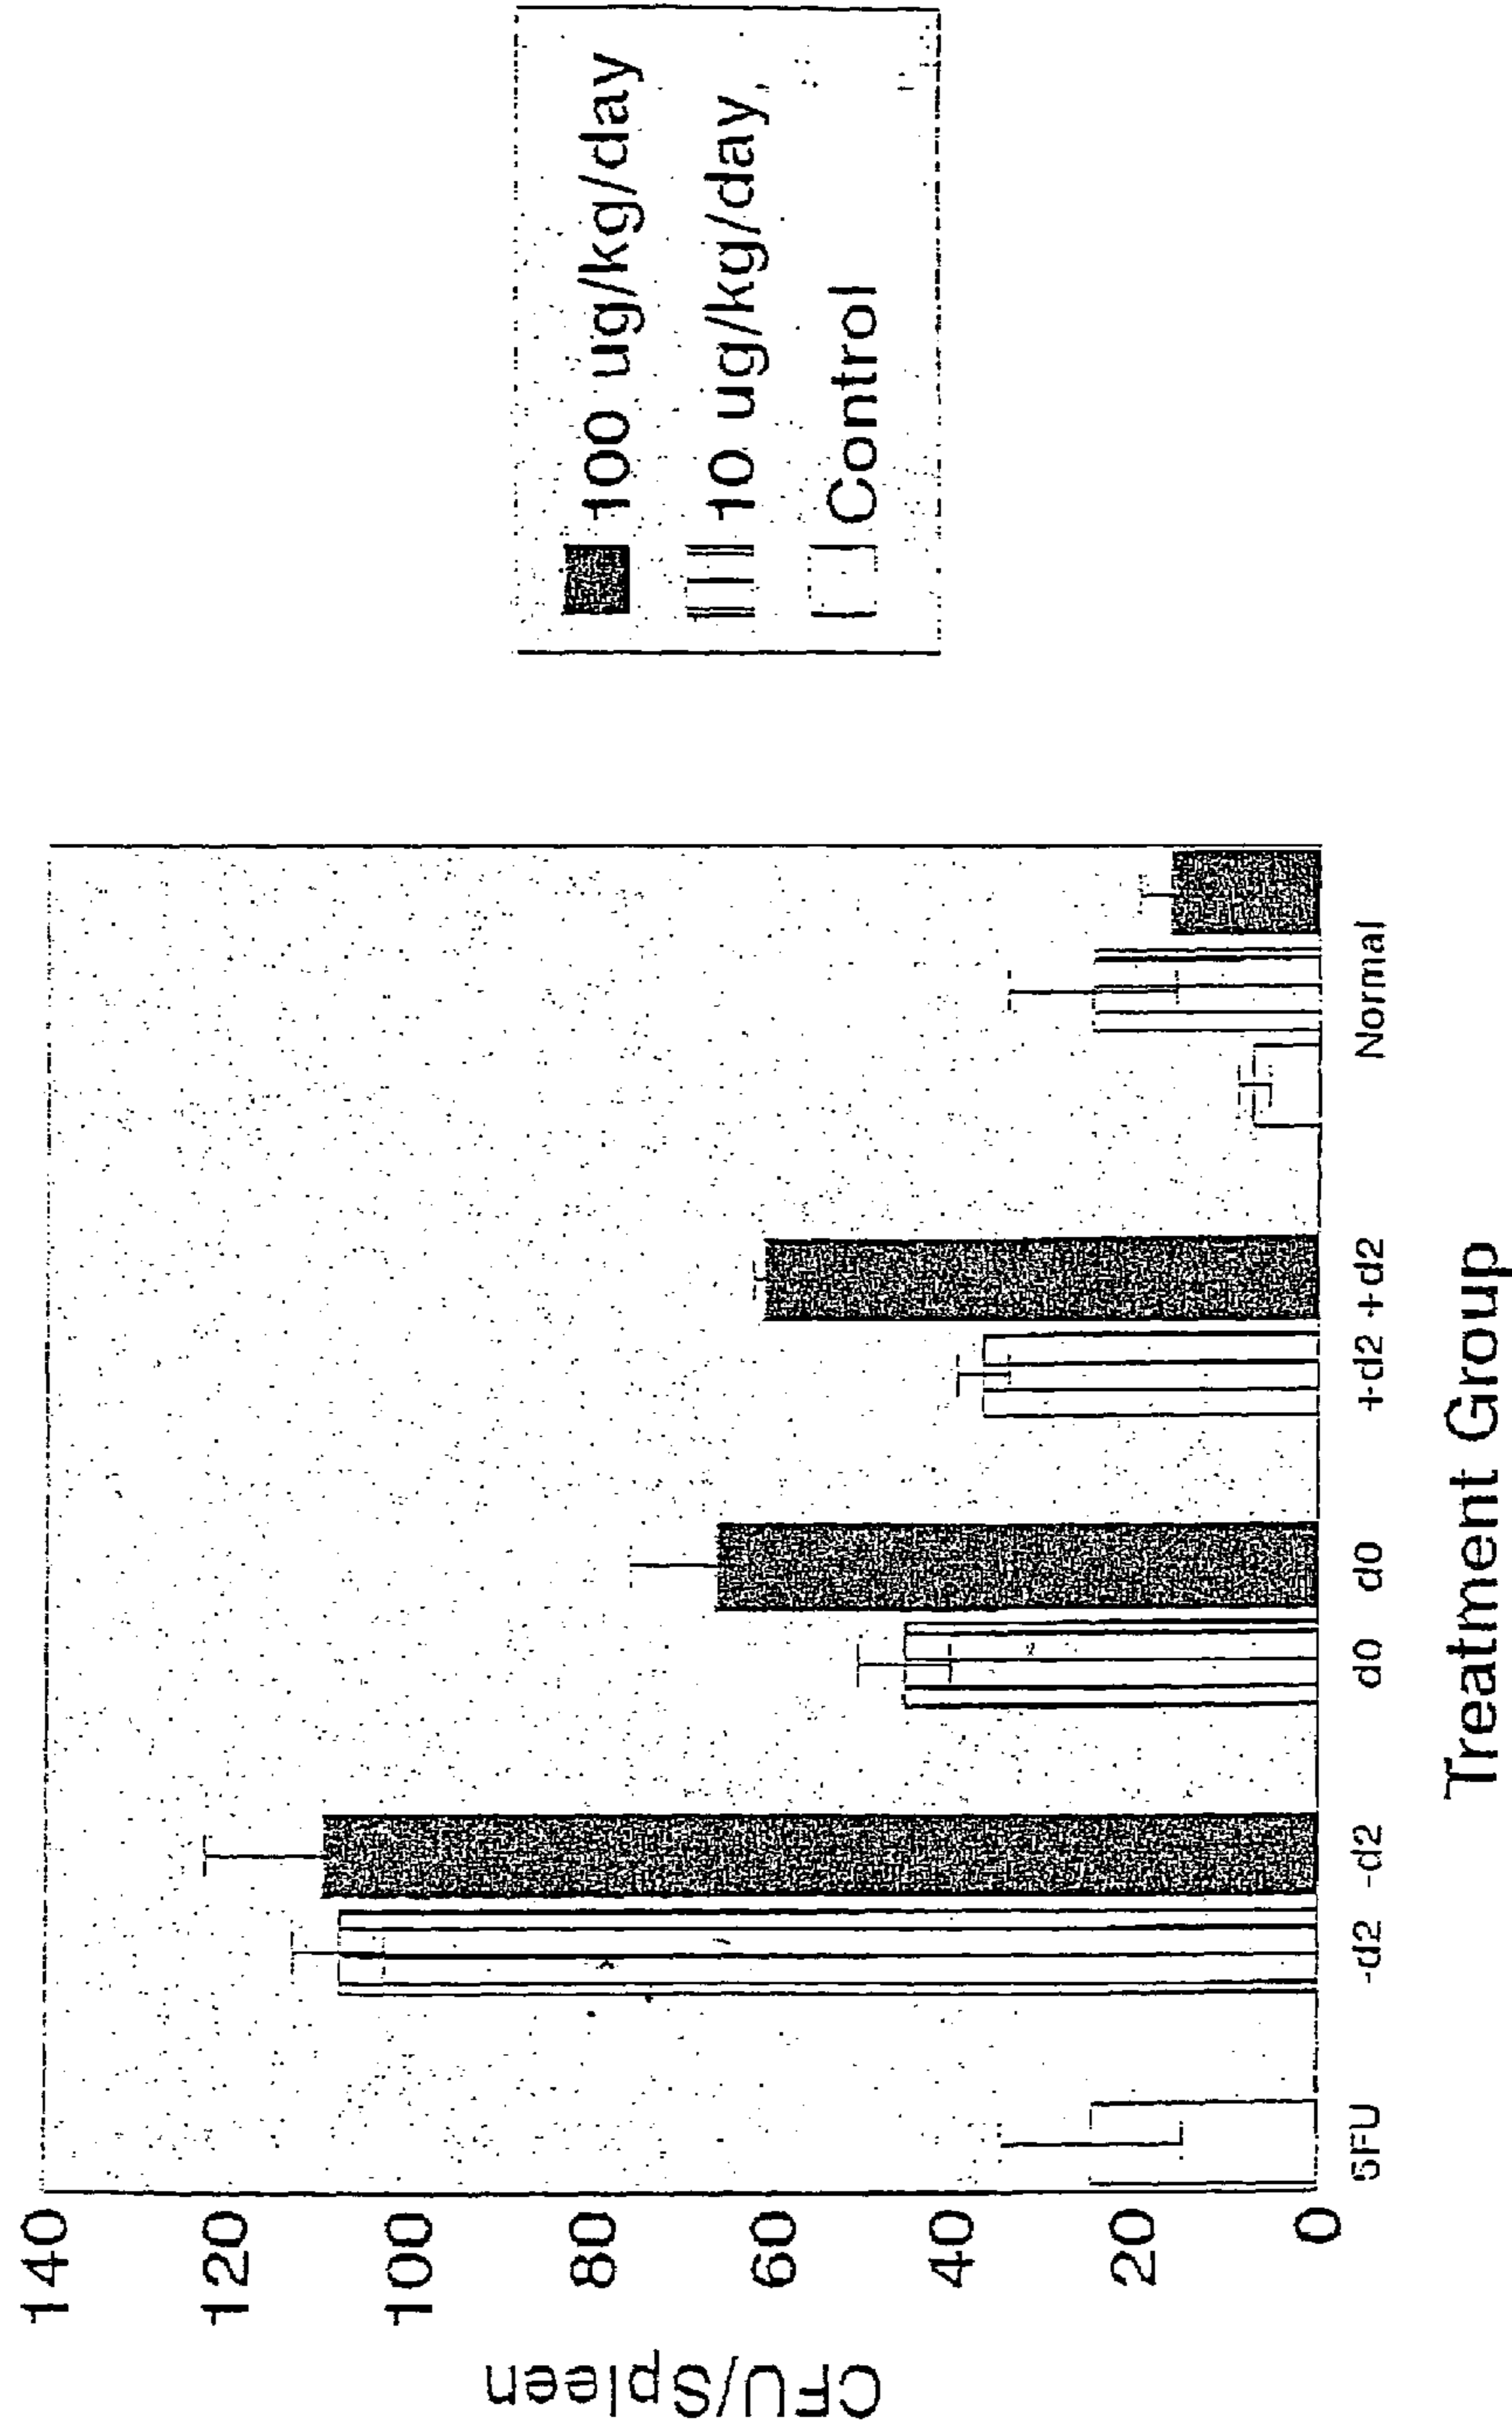 CFU/Spleen
140
120
100
80
60
40
20
0
5FU
-d2
-d2
d0
d0
+d2
+d2
Normal
Treatment Group
100 ug/kg/day
10 ug/kg/day,
Control